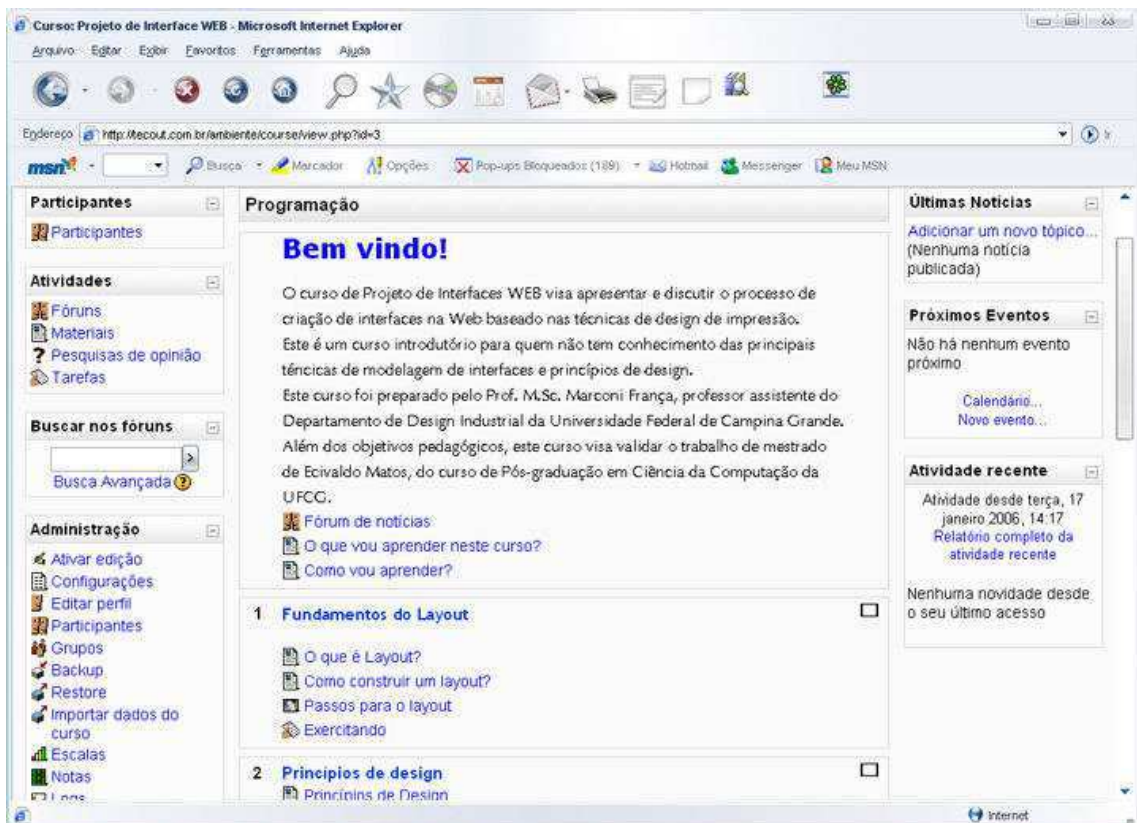 Curso: Projeto de Interface WEB - Microsoft Internet Explorer
Arquivo Editar Exibir Favoritos Ferramentas Ajuda
Endereço http://tecout.com.br/ambiente/course/view.php?id=3
msn Busca Marcador Opções Pop-ups Bloqueados (189) Hotmail Messenger Meu MSN
Participantes
Participantes
Atividades
Fóruns
Materiais
? Pesquisas de opinião
Tarefas
Buscar nos fóruns
>
Busca Avançada ?
Administração
Ativar edição
Configurações
Editar perfil
Participantes
Grupos
Backup
Restore
Importar dados do
curso
Escalas
Notas
Logs
Programação
Bem vindo!
O curso de Projeto de Interfaces WEB visa apresentar e discutir o processo de
criação de interfaces na Web baseado nas técnicas de design de impressão.
Este é um curso introdutório para quem não tem conhecimento das principais
téncicas de modelagem de interfaces e princípios de design.
Este curso foi preparado pelo Prof. M.Sc. Marconi França, professor assistente do
Departamento de Design Industrial da Universidade Federal de Campina Grande.
Além dos objetivos pedagógicos, este curso visa validar o trabalho de mestrado
de Ecivaldo Matos, do curso de Pós-graduação em Ciência da Computação da
UFCG.
Fórum de notícias
O que vou aprender neste curso?
Como vou aprender?
1 Fundamentos do Layout
O que é Layout?
Como construir um layout?
Passos para o layout
Exercitando
2 Princípios de design
Princípios de Design
Últimas Notícias
Adicionar um novo tópico...
(Nenhuma notícia
publicada)
Próximos Eventos
Não há nenhum evento
próximo
Calendário...
Novo evento...
Atividade recente
Atividade desde terça, 17
janeiro 2006, 14:17
Relatório completo da
atividade recente
Nenhuma novidade desde
o seu último acesso
Internet